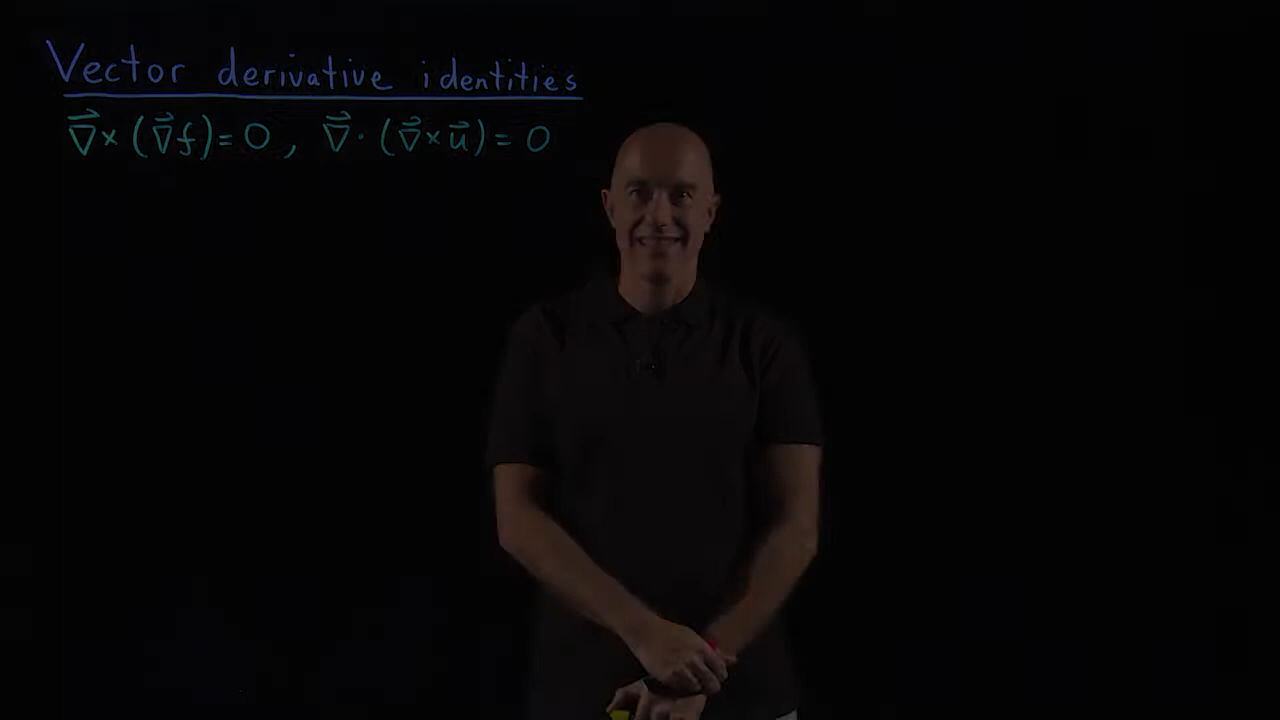 Vector derivative identities
∇⃗ × (∇⃗f) = 0 , ∇⃗ · (∇⃗ × u⃗) = 0